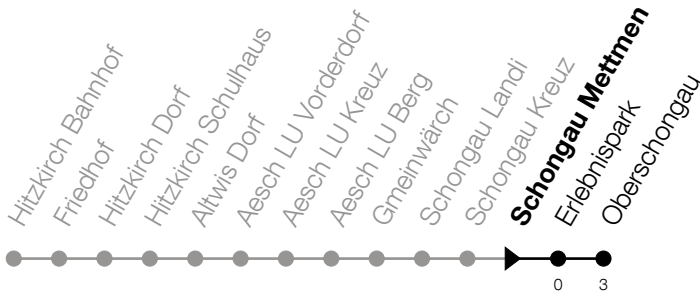 Hitzkirch Bahnhof
Friedhof
Hitzkirch Dorf
Hitzkirch Schulhaus
Altwis Dorf
Aesch LU Vorderdorf
Aesch LU Kreuz
Aesch LU Berg
Gmeinwärch
Schongau Landi
Schongau Kreuz
Schongau Mettmen
Erlebnispark
Oberschongau
0
3